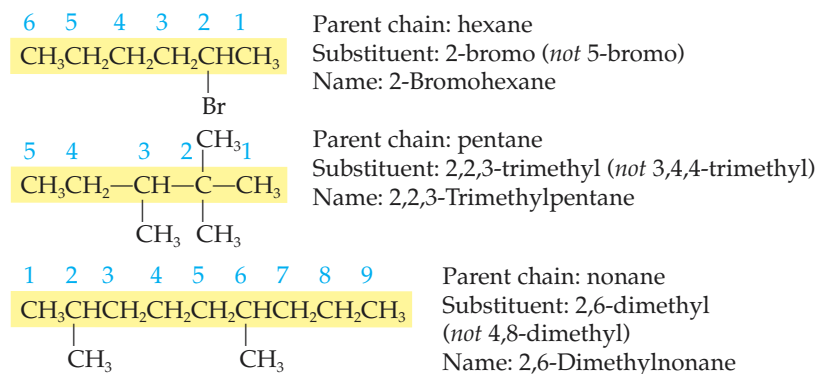 6 5 4 3 2 1
CH₃CH₂CH₂CH₂CHCH₃
Br
Parent chain: hexane
Substituent: 2-bromo (not 5-bromo)
Name: 2-Bromohexane
CH₃
5 4 3 2 1
CH₃CH₂—CH—C—CH₃
CH₃ CH₃
Parent chain: pentane
Substituent: 2,2,3-trimethyl (not 3,4,4-trimethyl)
Name: 2,2,3-Trimethylpentane
1 2 3 4 5 6 7 8 9
CH₃CHCH₂CH₂CH₂CHCH₂CH₂CH₃
CH₃ CH₃
Parent chain: nonane
Substituent: 2,6-dimethyl
(not 4,8-dimethyl)
Name: 2,6-Dimethylnonane